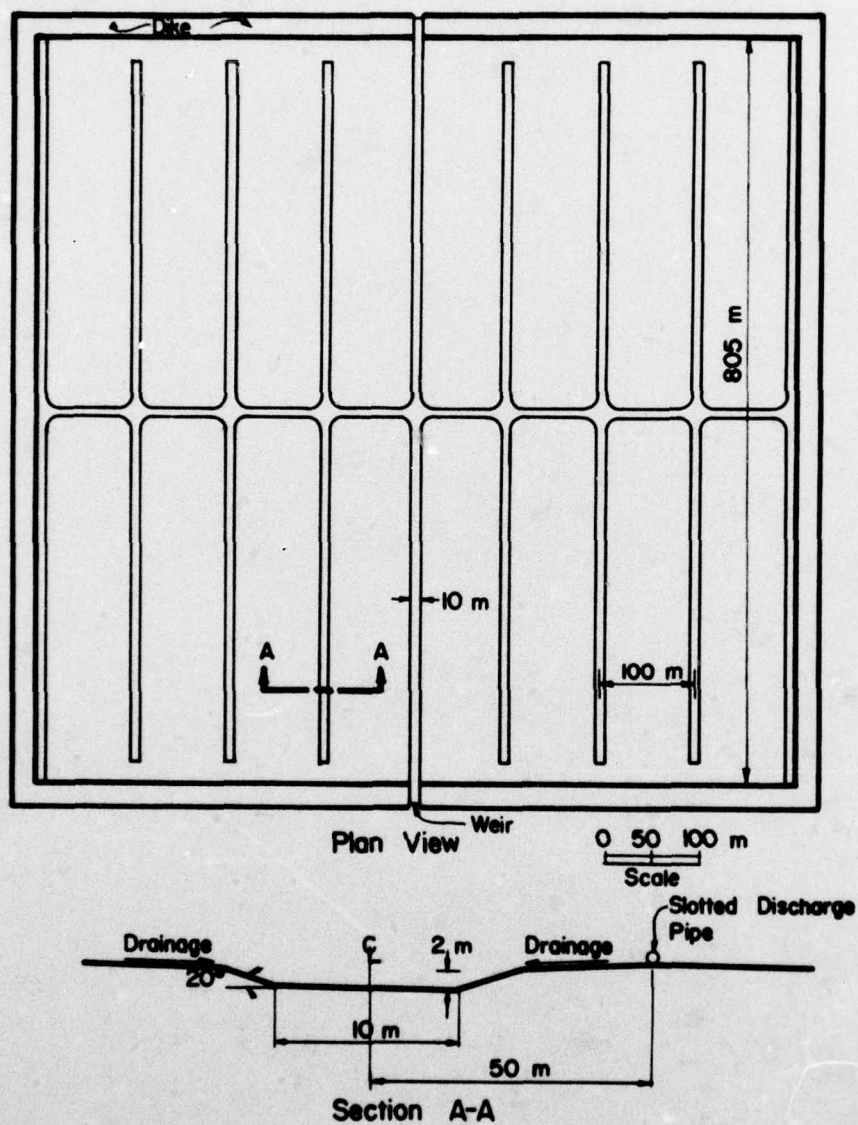 Dike
805 m
10 m
A A
100 m
Weir
Plan View
0 50 100 m
Scale
Slotted Discharge
Pipe
Drainage
C
L
2 m
Drainage
20°
10 m
50 m
Section A-A